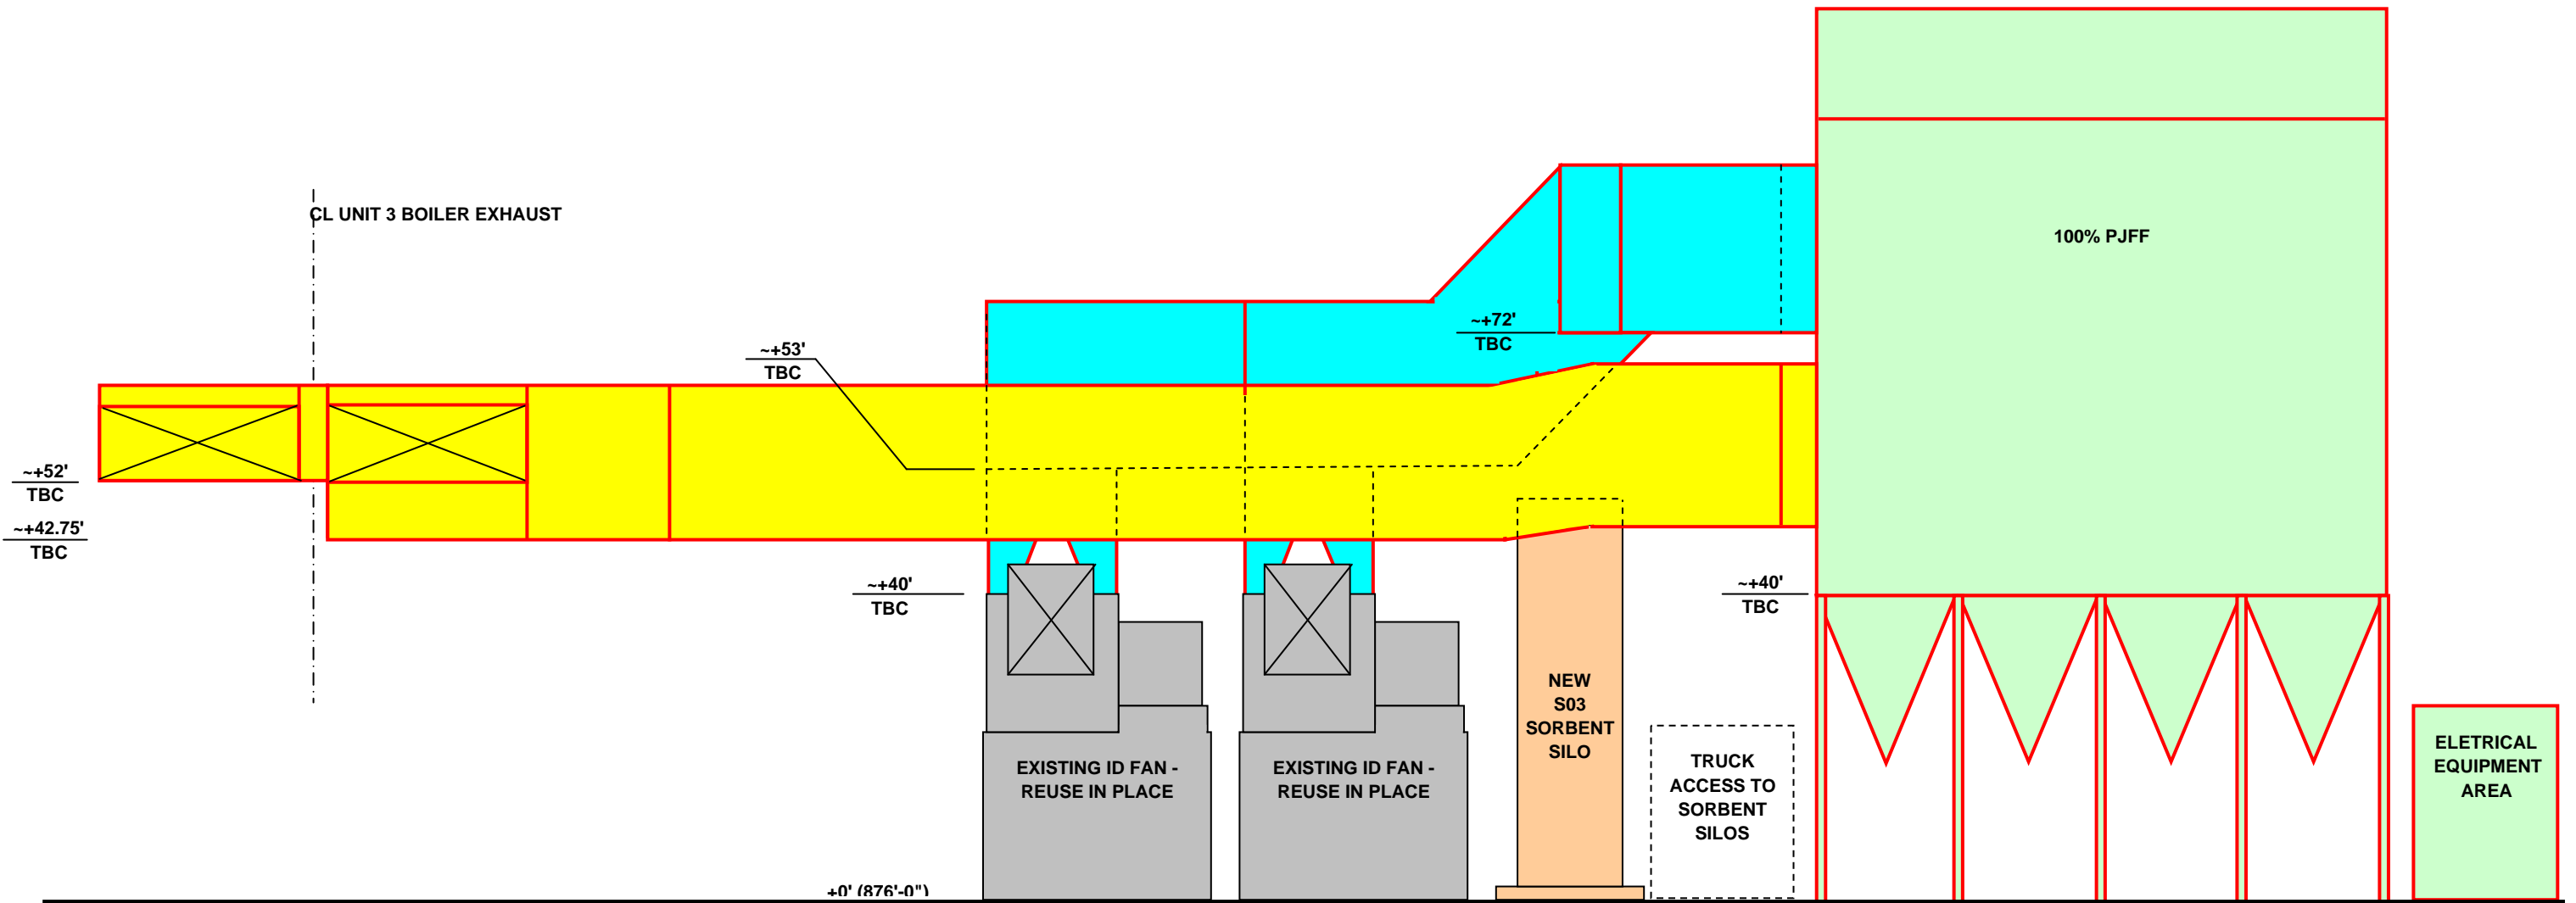 CL UNIT 3 BOILER EXHAUST
100% PJFF
~+72'
TBC
~+53'
TBC
~+52'
TBC
~+42.75'
TBC
~+40'
TBC
~+40'
TBC
NEW
S03
SORBENT
SILO
EXISTING ID FAN -
REUSE IN PLACE
EXISTING ID FAN -
REUSE IN PLACE
TRUCK
ACCESS TO
SORBENT
SILOS
ELETRICAL
EQUIPMENT
AREA
+0' (876'-0")